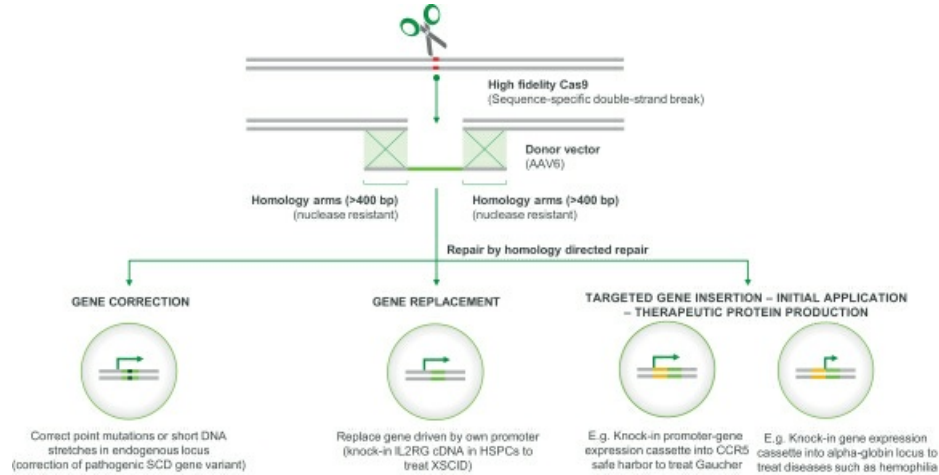 High fidelity Cas9
(Sequence-specific double-strand break)
Donor vector
(AAV6)
Homology arms (>400 bp)
(nuclease resistant)
Homology arms (>400 bp)
(nuclease resistant)
Repair by homology directed repair
GENE CORRECTION
Correct point mutations or short DNA
stretches in endogenous locus
(correction of pathogenic SCD gene variant)
GENE REPLACEMENT
Replace gene driven by own promoter
(knock-in IL2RG cDNA in HSPCs to
treat XSCID)
TARGETED GENE INSERTION – INITIAL APPLICATION
– THERAPEUTIC PROTEIN PRODUCTION
E.g. Knock-in promoter-gene
expression cassette into CCR5
safe harbor to treat Gaucher
E.g. Knock-in gene expression
cassette into alpha-globin locus to
treat diseases such as hemophilia